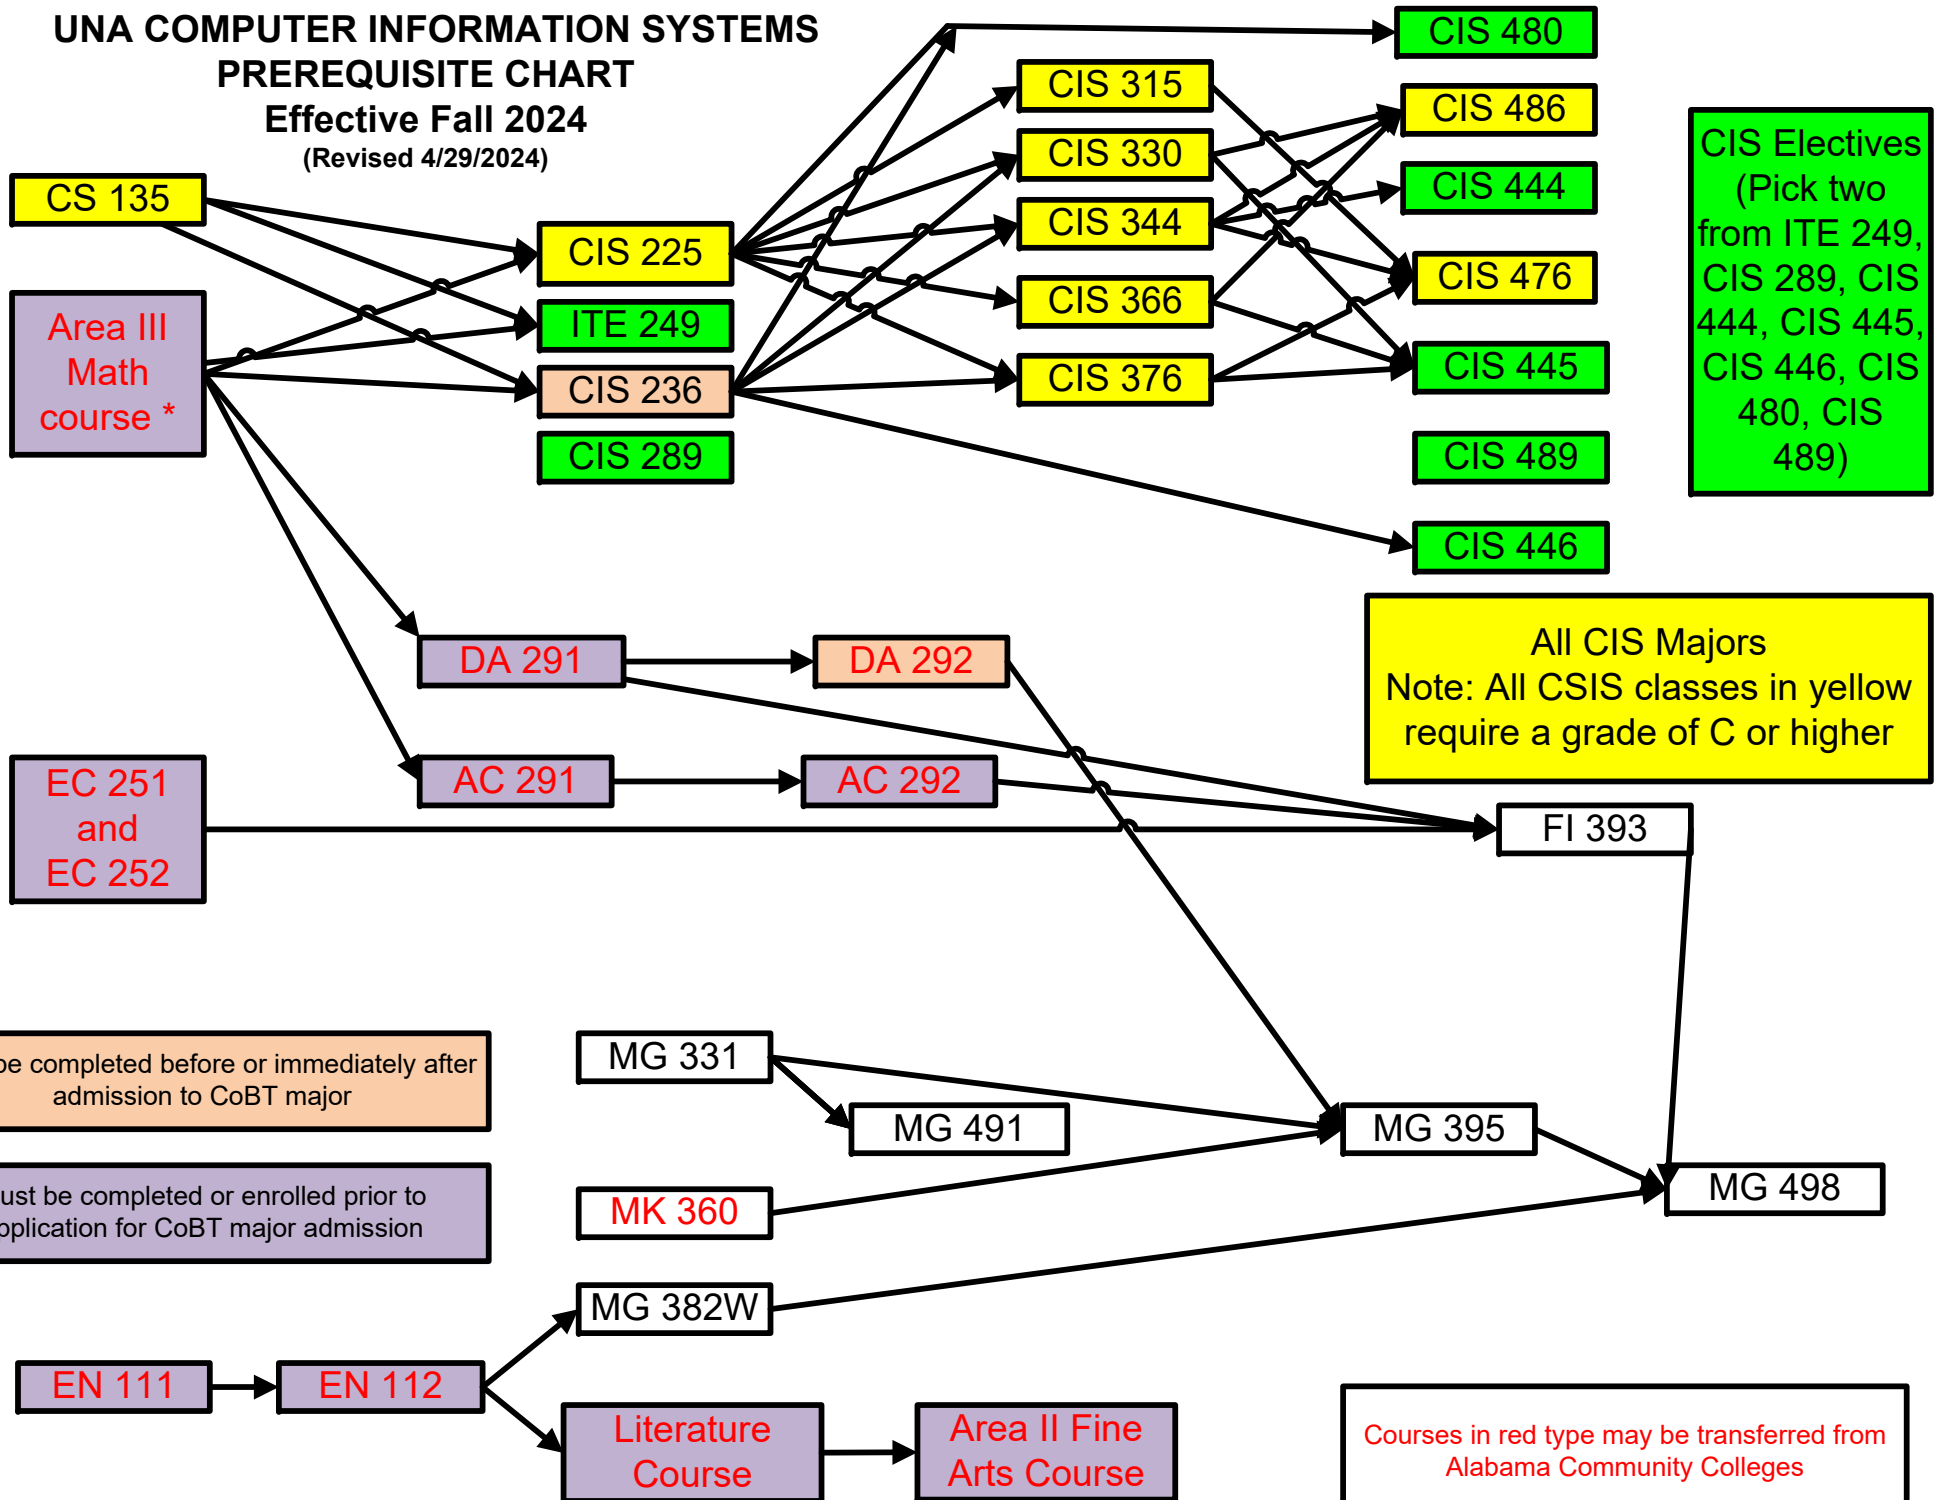 UNA COMPUTER INFORMATION SYSTEMS
PREREQUISITE CHART
Effective Fall 2024
(Revised 4/29/2024)
CS 135
Area III
Math
course *
CIS 225
ITE 249
CIS 236
CIS 289
CIS 315
CIS 330
CIS 344
CIS 366
CIS 376
CIS 480
CIS 486
CIS 444
CIS 476
CIS 445
CIS 489
CIS 446
CIS Electives
(Pick two
from ITE 249,
CIS 289, CIS
444, CIS 445,
CIS 446, CIS
480, CIS
489)
All CIS Majors
Note: All CSIS classes in yellow
require a grade of C or higher
DA 291
DA 292
AC 291
AC 292
EC 251
and
EC 252
FI 393
be completed before or immediately after
admission to CoBT major
ust be completed or enrolled prior to
pplication for CoBT major admission
MG 331
MG 491
MK 360
MG 382W
MG 395
MG 498
EN 111
EN 112
Literature
Course
Area II Fine
Arts Course
Courses in red type may be transferred from
Alabama Community Colleges